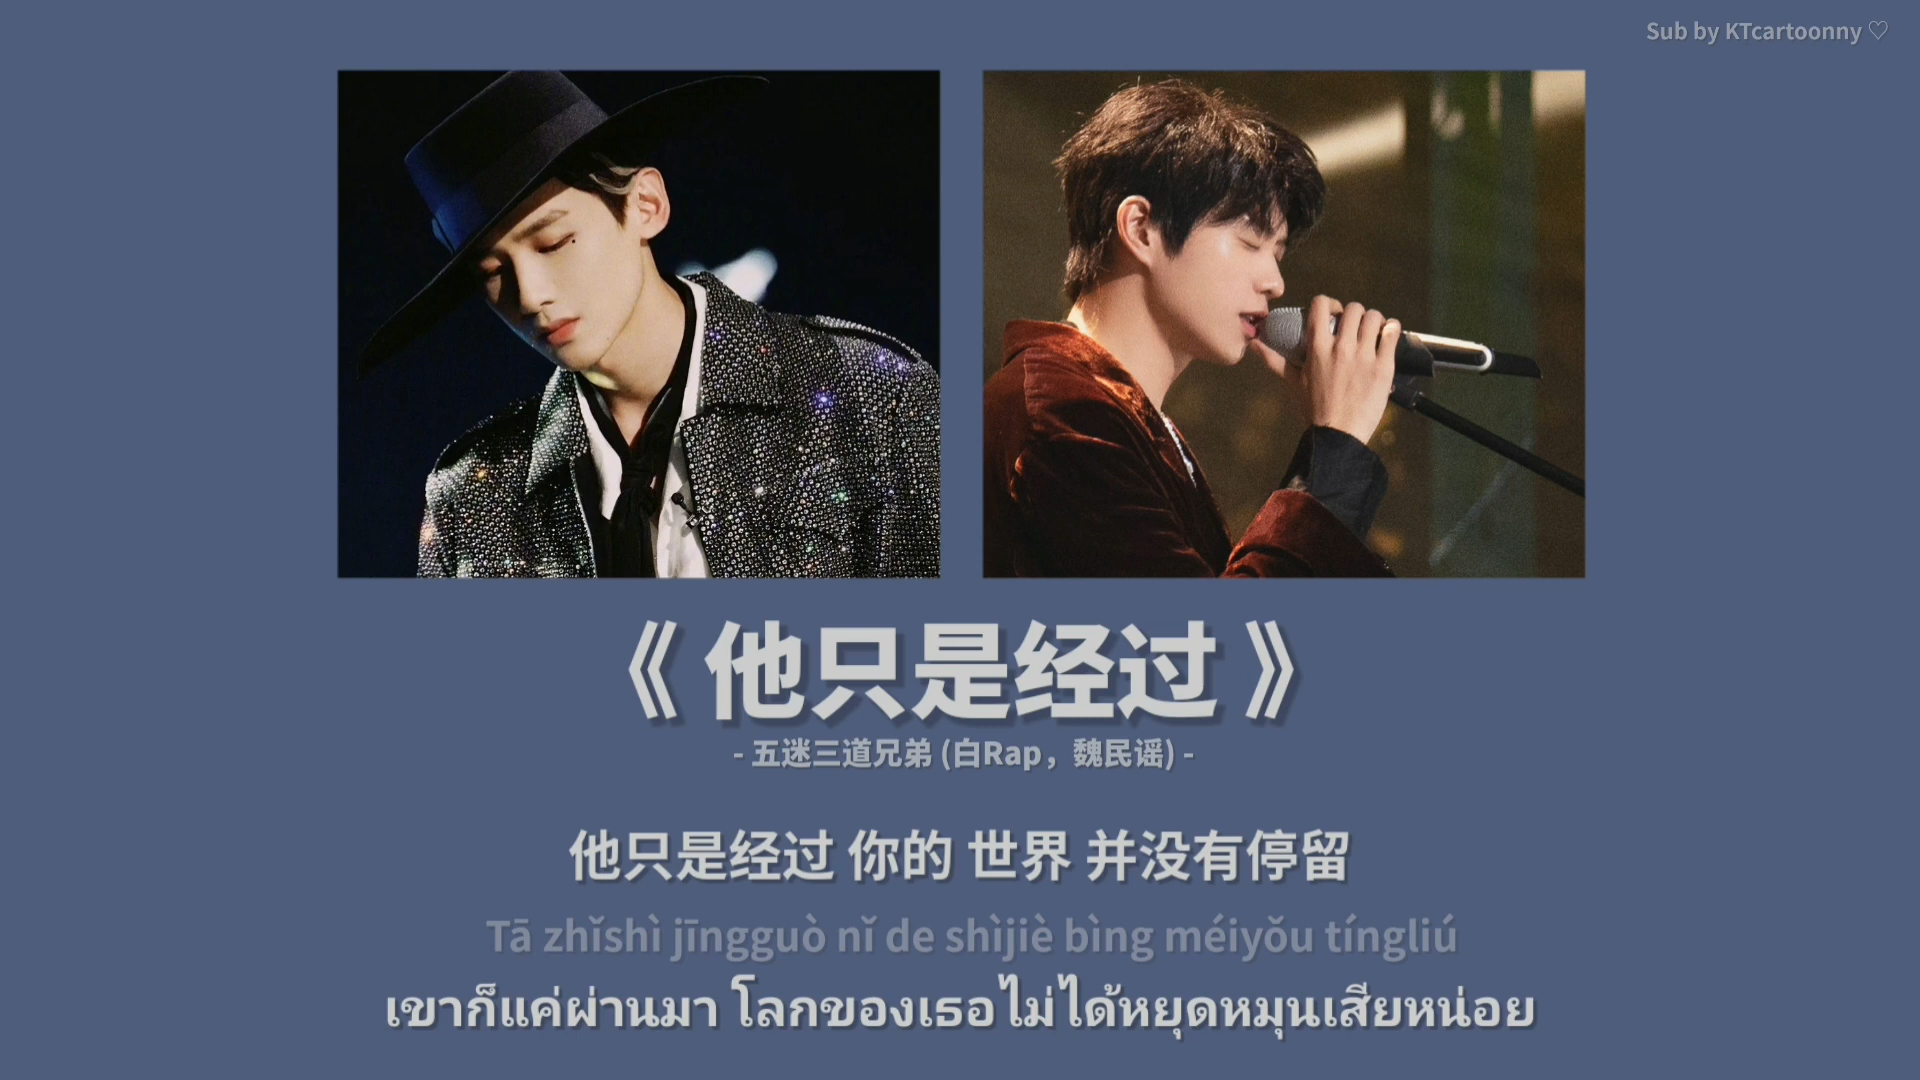 Sub by KTcartoonny ♡
《 他只是经过 》
- 五迷三道兄弟 (白Rap，魏民谣) -
他只是经过 你的 世界 并没有停留
Tā zhǐshì jīngguò nǐ de shìjiè bìng méiyǒu tíngliú
เขาก็แค่ผ่านมา โลกของเธอไม่ได้หยุดหมุนเสียหน่อย